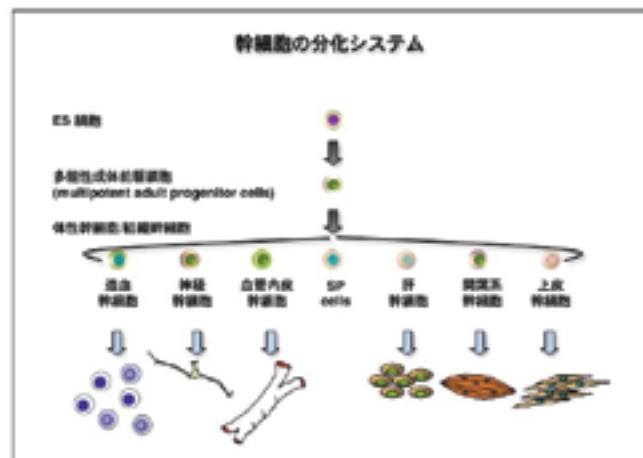 幹細胞の分化システム
ES 細胞
多能性成体前駆細胞
(multipotent adult progenitor cells)
体性幹細胞/組織幹細胞
造血
幹細胞
神経
幹細胞
血管内皮
幹細胞
SP
cells
肝
幹細胞
間葉系
幹細胞
上皮
幹細胞